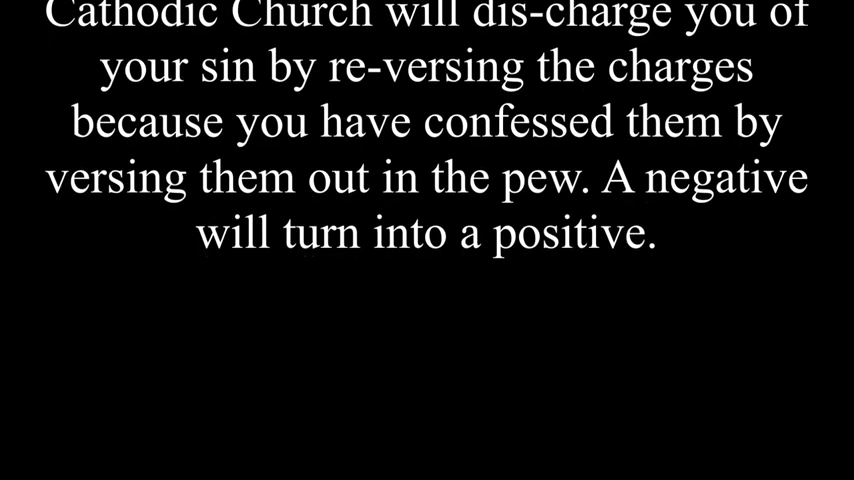 Cathodic Church will dis-charge you of
your sin by re-versing the charges
because you have confessed them by
versing them out in the pew. A negative
will turn into a positive.